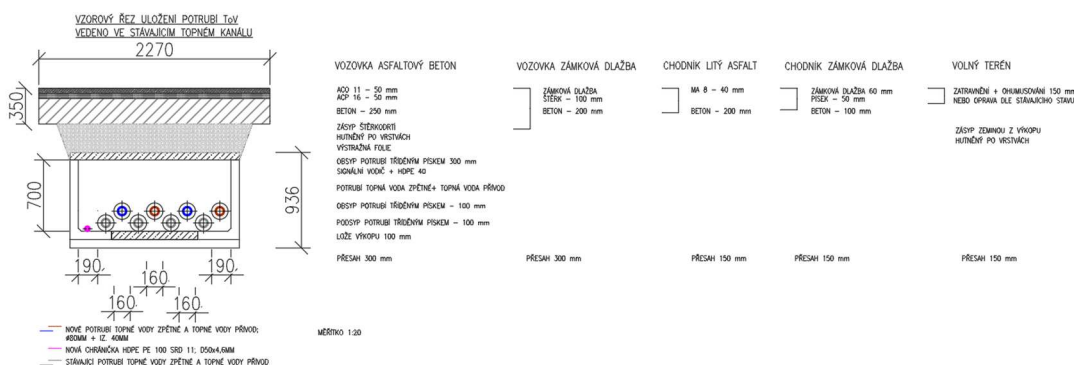 VZOROVÝ ŘEZ ULOŽENÍ POTRUBÍ ToV
VEDENO VE STÁVAJICÍM TOPNÉM KANÁLU
2270
350
700
936
190
190
160
160
160
VOZOVKA ASFALTOVÝ BETON
ACO 11 - 50 mm
ACP 16 - 50 mm
BETON - 250 mm
ZÁSYP ŠTĚRKODRTÍ
HUTNĚNÝ PO VRSTVÁCH
VÝSTRAŽNÁ FOLIE
OBSYP POTRUBÍ TŘÍDĚNÝM PÍSKEM 300 mm
SIGNÁLNÍ VODIČ + HDPE 40
POTRUBÍ TOPNÁ VODA ZPĚTNÉ+ TOPNÁ VODA PŘÍVOD
OBSYP POTRUBÍ TŘÍDĚNÝM PÍSKEM - 100 mm
PODSYP POTRUBÍ TŘÍDĚNÝM PÍSKEM - 100 mm
LOŽE VÝKOPU 100 mm
PŘESAH 300 mm
VOZOVKA ZÁMKOVÁ DLAŽBA
ZÁMKOVÁ DLAŽBA
ŠTĚRK - 100 mm
BETON - 200 mm
PŘESAH 300 mm
CHODNÍK LITÝ ASFALT
MA 8 - 40 mm
BETON - 200 mm
PŘESAH 150 mm
CHODNÍK ZÁMKOVÁ DLAŽBA
ZÁMKOVÁ DLAŽBA 60 mm
PÍSEK - 50 mm
BETON - 100 mm
PŘESAH 150 mm
VOLNÝ TERÉN
ZATRAVNĚNÍ + OHUMUSOVÁNÍ 150 mm
NEBO OPRAVA DLE STÁVAJÍCIHO STAVU
ZÁSYP ZEMINOU Z VÝKOPU
HUTNĚNÝ PO VRSTVÁCH
PŘESAH 150 mm
NOVÉ POTRUBÍ TOPNÉ VODY ZPĚTNÉ A TOPNÉ VODY PŘÍVOD;
ø80MM + IZ. 40MM
NOVÁ CHRÁNIČKA HDPE PE 100 SRD 11; D50x4,6MM
STÁVAJÍCÍ POTRUBÍ TOPNÉ VODY ZPĚTNÉ A TOPNÉ VODY PŘÍVOD
MĚŘÍTKO 1:20